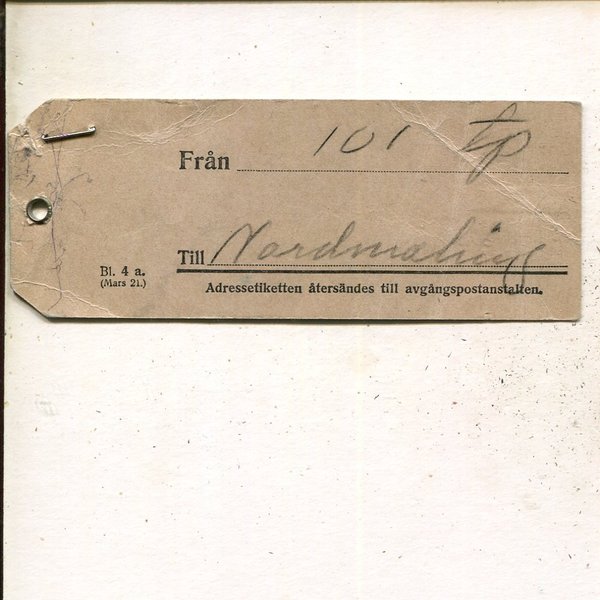 Från 101 tp
Till Nordmaling
Bl. 4 a.
(Mars 21.)
Adressetiketten återsändes till avgångspostanstalten.